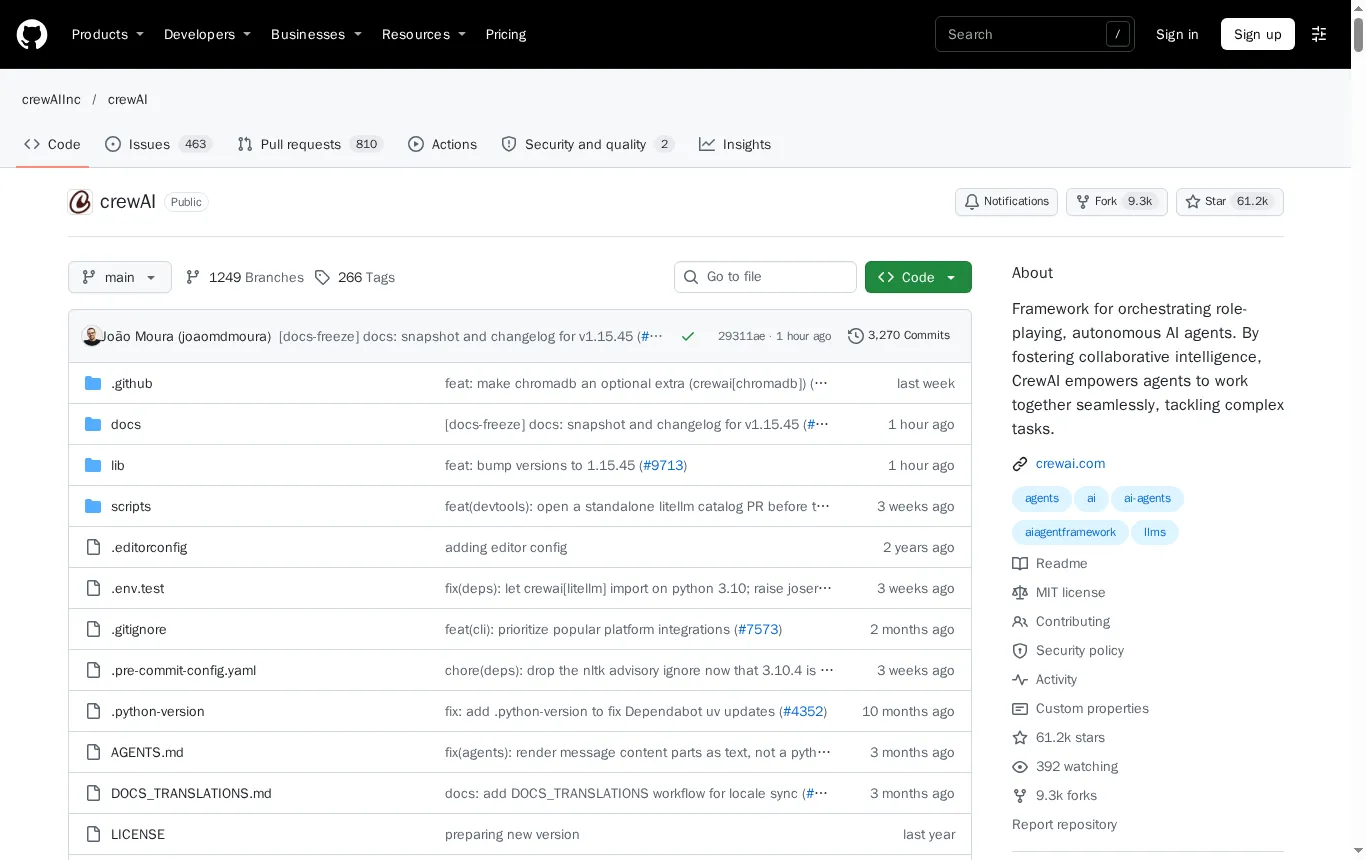 Products Developers Businesses Resources Pricing Search / Sign in Sign up
crewAIInc / crewAI
Code Issues 463 Pull requests 810 Actions Security and quality 2 Insights
crewAI Public Notifications Fork 9.3k Star 61.2k
main 1249 Branches 266 Tags Go to file Code
João Moura (joaomdmoura) [docs-freeze] docs: snapshot and changelog for v1.15.45 (#… 29311ae · 1 hour ago 3,270 Commits
.github feat: make chromadb an optional extra (crewai[chromadb]) (… last week
docs [docs-freeze] docs: snapshot and changelog for v1.15.45 (#… 1 hour ago
lib feat: bump versions to 1.15.45 (#9713) 1 hour ago
scripts feat(devtools): open a standalone litellm catalog PR before t… 3 weeks ago
.editorconfig adding editor config 2 years ago
.env.test fix(deps): let crewai[litellm] import on python 3.10; raise joser… 3 weeks ago
.gitignore feat(cli): prioritize popular platform integrations (#7573) 2 months ago
.pre-commit-config.yaml chore(deps): drop the nltk advisory ignore now that 3.10.4 is … 3 weeks ago
.python-version fix: add .python-version to fix Dependabot uv updates (#4352) 10 months ago
AGENTS.md fix(agents): render message content parts as text, not a pyth… 3 months ago
DOCS_TRANSLATIONS.md docs: add DOCS_TRANSLATIONS workflow for locale sync (#… 3 months ago
LICENSE preparing new version last year
About
Framework for orchestrating role-
playing, autonomous AI agents. By
fostering collaborative intelligence,
CrewAI empowers agents to work
together seamlessly, tackling complex
tasks.
crewai.com
agents ai ai-agents
aiagentframework llms
Readme
MIT license
Contributing
Security policy
Activity
Custom properties
61.2k stars
392 watching
9.3k forks
Report repository